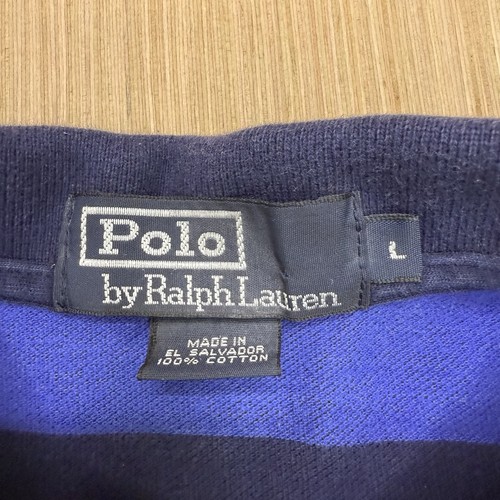 Polo
by Ralph Lauren
L
MADE IN
EL SALVADOR
100% COTTON